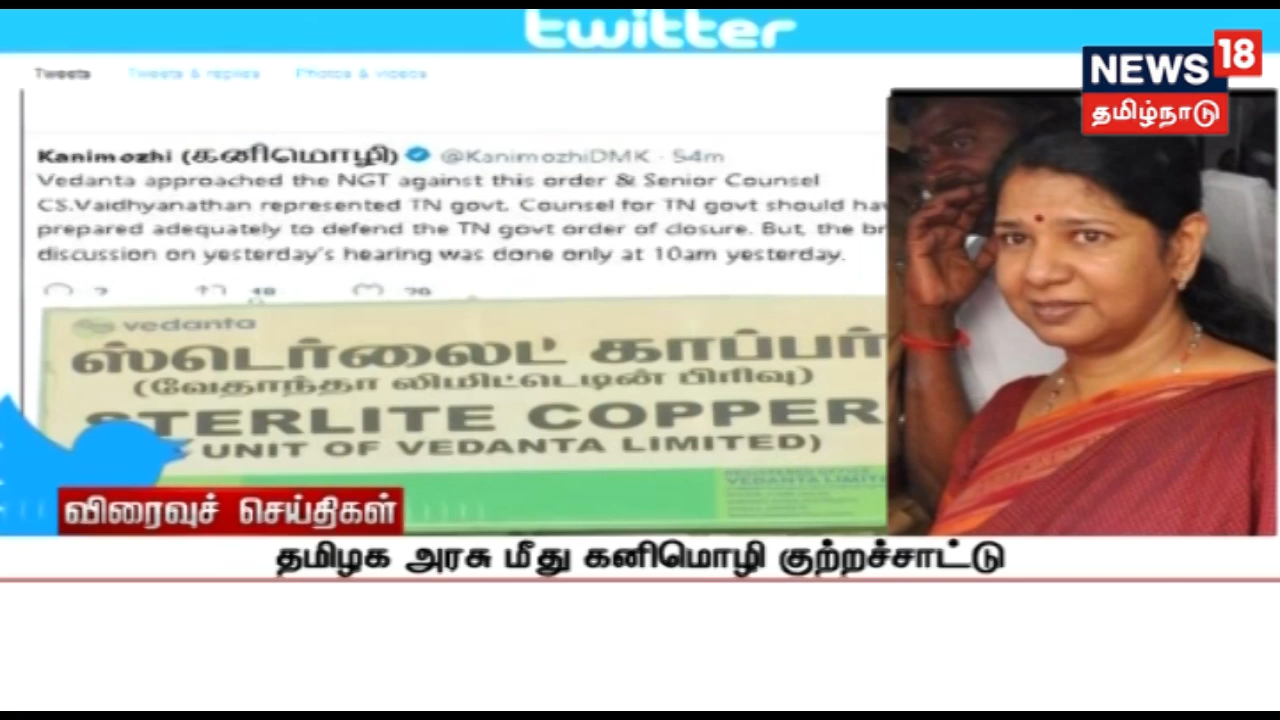 twitter
NEWS 18
தமிழ்நாடு
Tweets Tweets & replies Photos & videos
Kanimozhi (கனிமொழி) @KanimozhiDMK · 54m
Vedanta approached the NGT against this order & Senior Counsel
CS.Vaidhyanathan represented TN govt. Counsel for TN govt should
prepared adequately to defend the TN govt order of closure. But, the
discussion on yesterday's hearing was done only at 10am yesterday.
vedanta
ஸ்டெர்லைட் காப்பர்
(வேதாந்தா லிமிட்டெடின் பிரிவு)
STERLITE COPPER
UNIT OF VEDANTA LIMITED)
விரைவுச் செய்திகள்
தமிழக அரசு மீது கனிமொழி குற்றச்சாட்டு